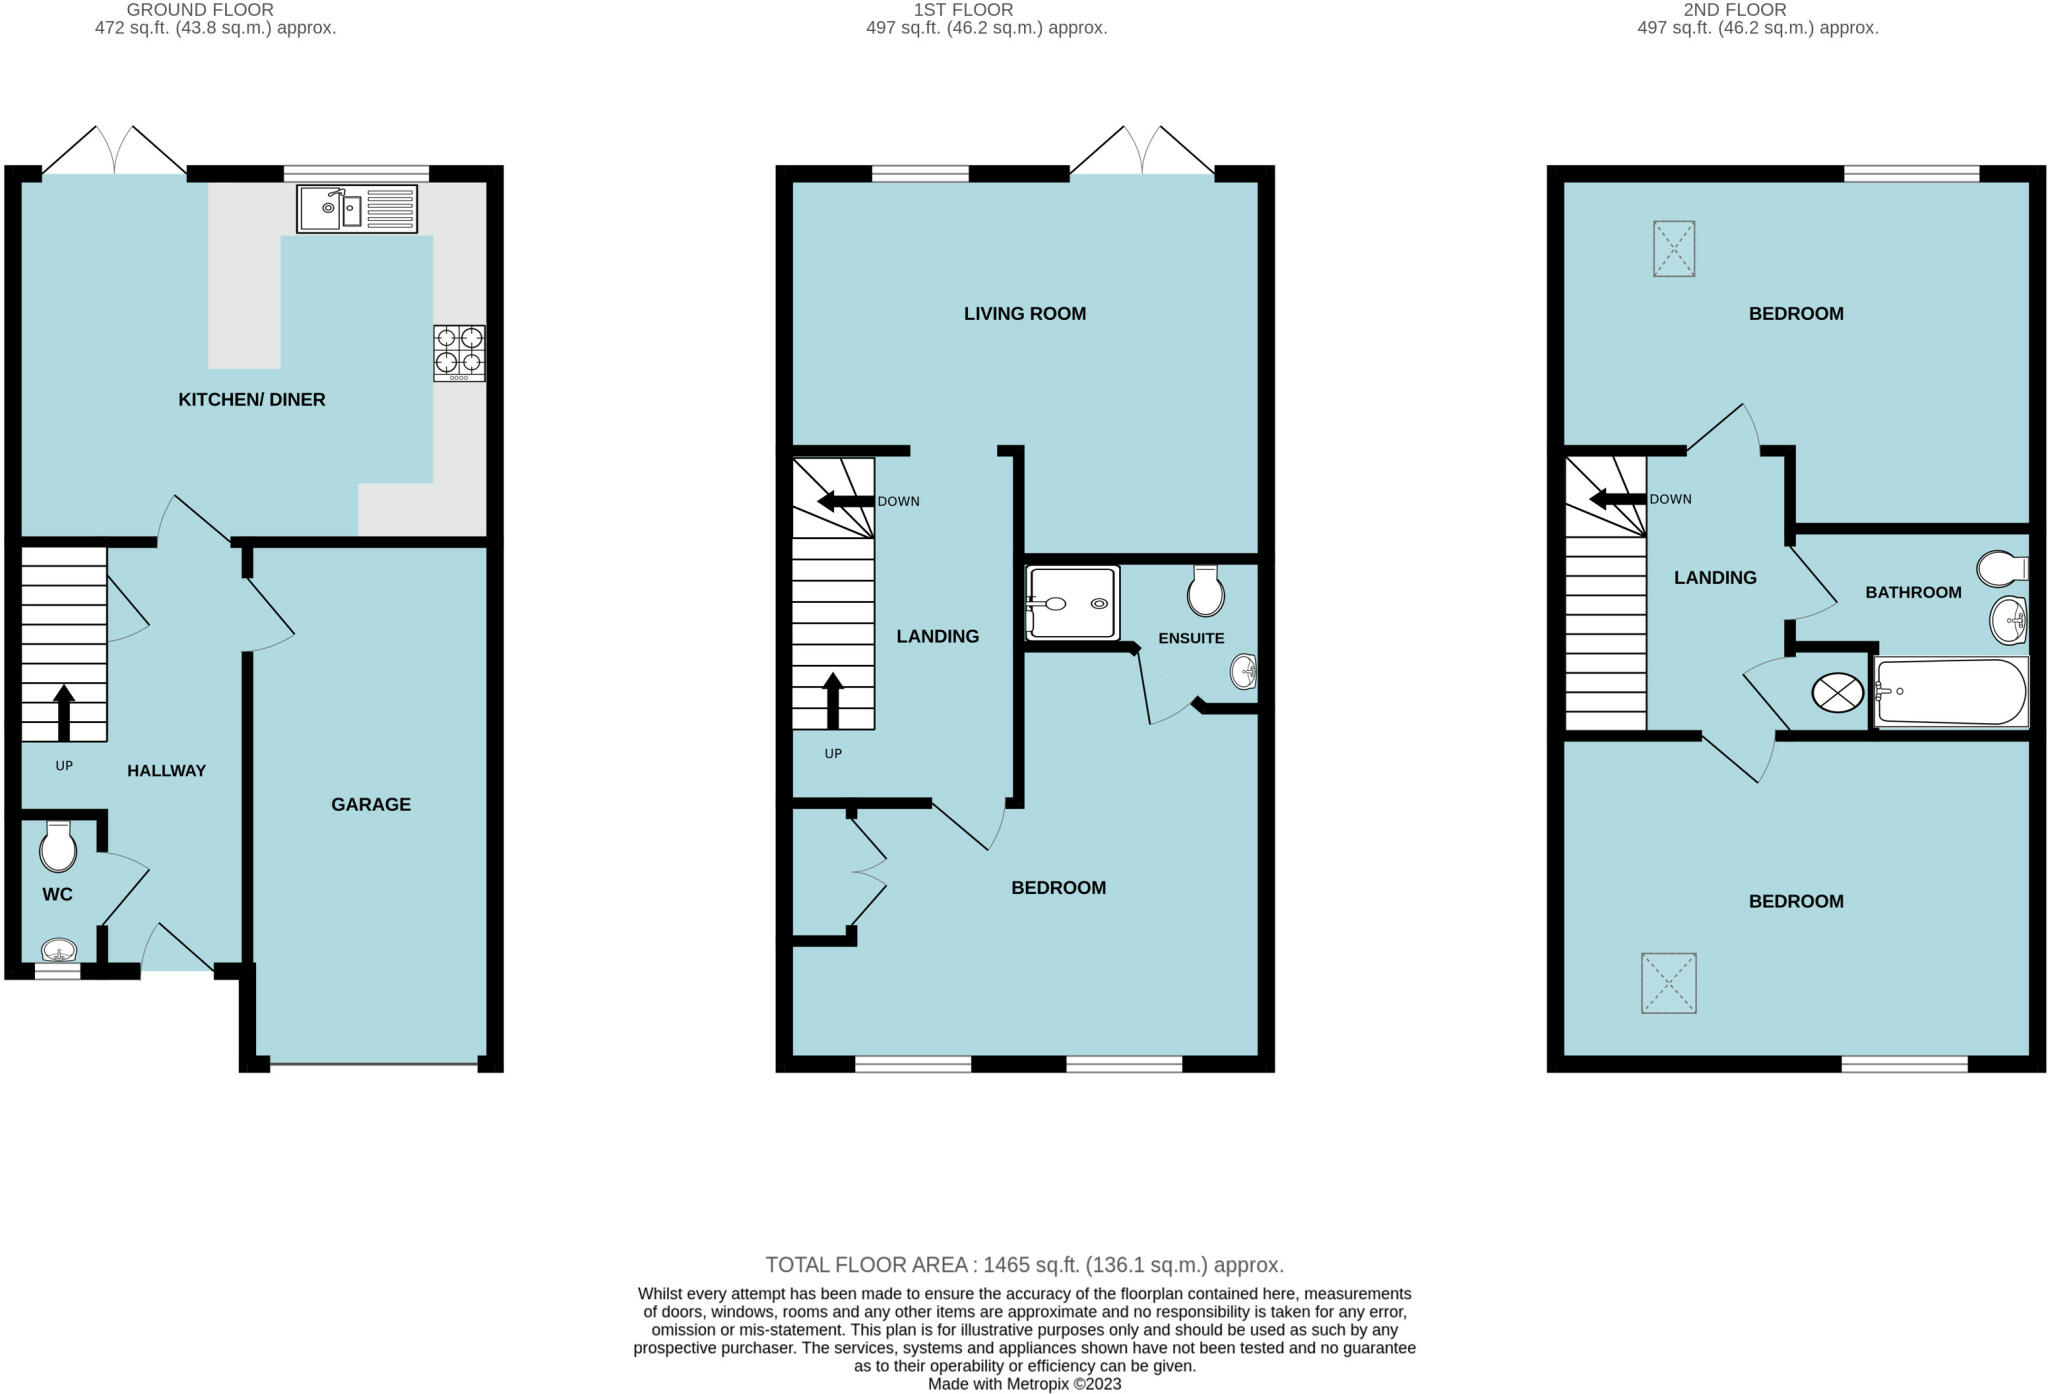 GROUND FLOOR
472 sq.ft. (43.8 sq.m.) approx.
1ST FLOOR
497 sq.ft. (46.2 sq.m.) approx.
2ND FLOOR
497 sq.ft. (46.2 sq.m.) approx.
KITCHEN/ DINER
UP
HALLWAY
GARAGE
WC
LIVING ROOM
DOWN
LANDING
ENSUITE
UP
BEDROOM
BEDROOM
DOWN
LANDING
BATHROOM
BEDROOM
TOTAL FLOOR AREA : 1465 sq.ft. (136.1 sq.m.) approx.
Whilst every attempt has been made to ensure the accuracy of the floorplan contained here, measurements
of doors, windows, rooms and any other items are approximate and no responsibility is taken for any error,
omission or mis-statement. This plan is for illustrative purposes only and should be used as such by any
prospective purchaser. The services, systems and appliances shown have not been tested and no guarantee
as to their operability or efficiency can be given.
Made with Metropix ©2023